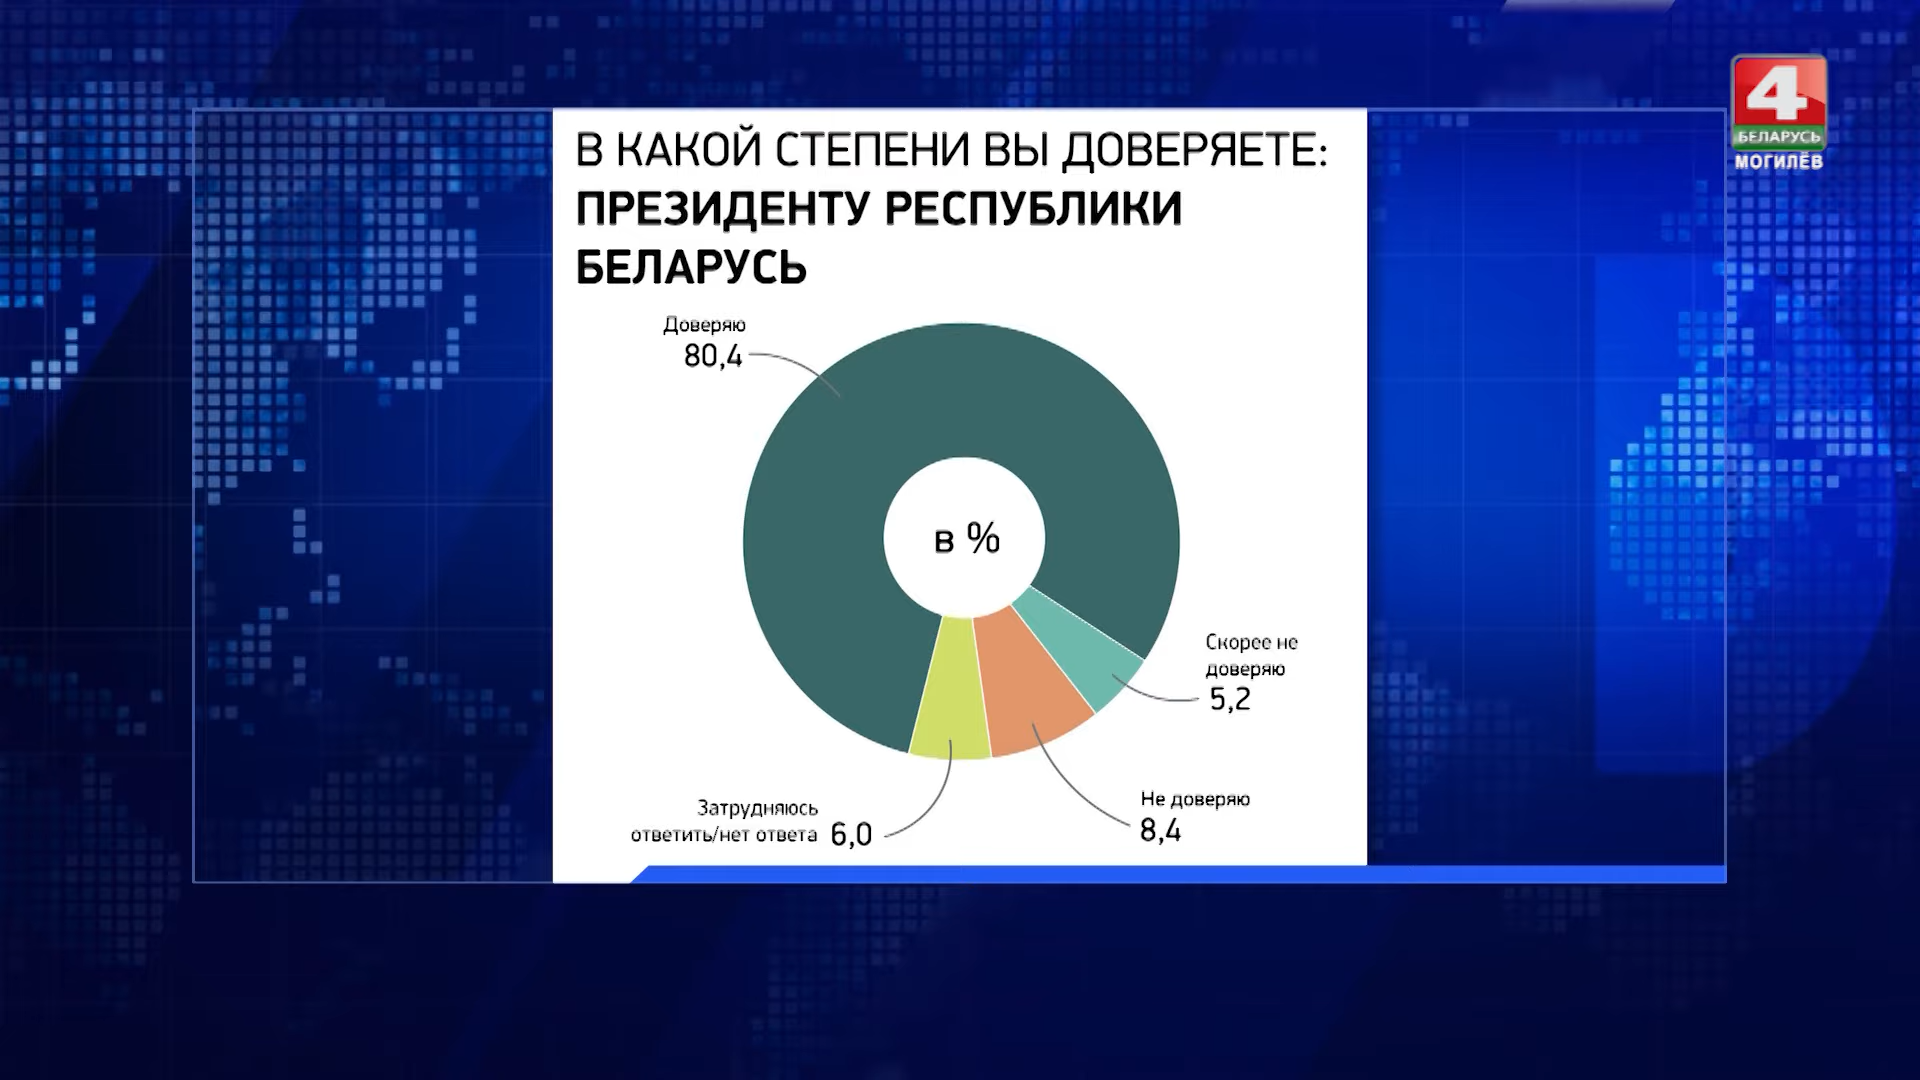 В КАКОЙ СТЕПЕНИ ВЫ ДОВЕРЯЕТЕ:
ПРЕЗИДЕНТУ РЕСПУБЛИКИ
БЕЛАРУСЬ
4
БЕЛАРУСЬ
МОГИЛЁВ
Доверяю
80,4
в %
Скорее не
доверяю
5,2
Не доверяю
8,4
Затрудняюсь
ответить/нет ответа 6,0